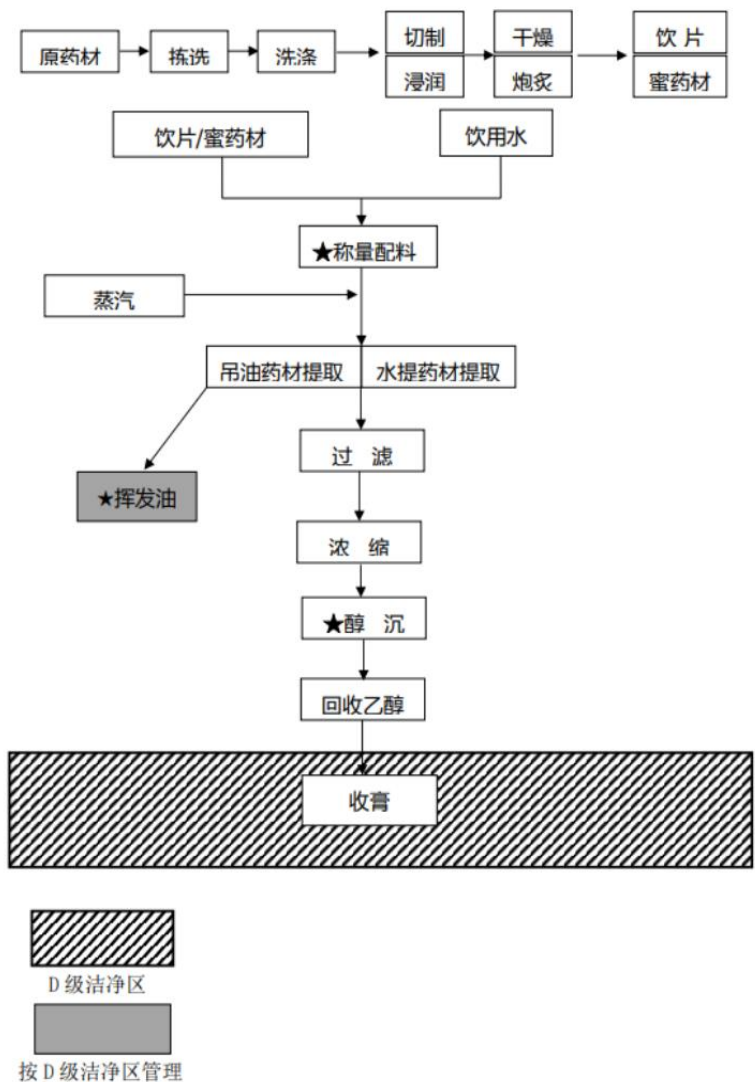 原药材 拣选 洗涤 切制 干燥 饮 片
浸润 炮炙 蜜药材
饮片/蜜药材 饮用水
★称量配料
蒸汽
吊油药材提取 水提药材提取
过 滤
★挥发油
浓 缩
★醇 沉
回收乙醇
收膏
D 级洁净区
按 D 级洁净区管理